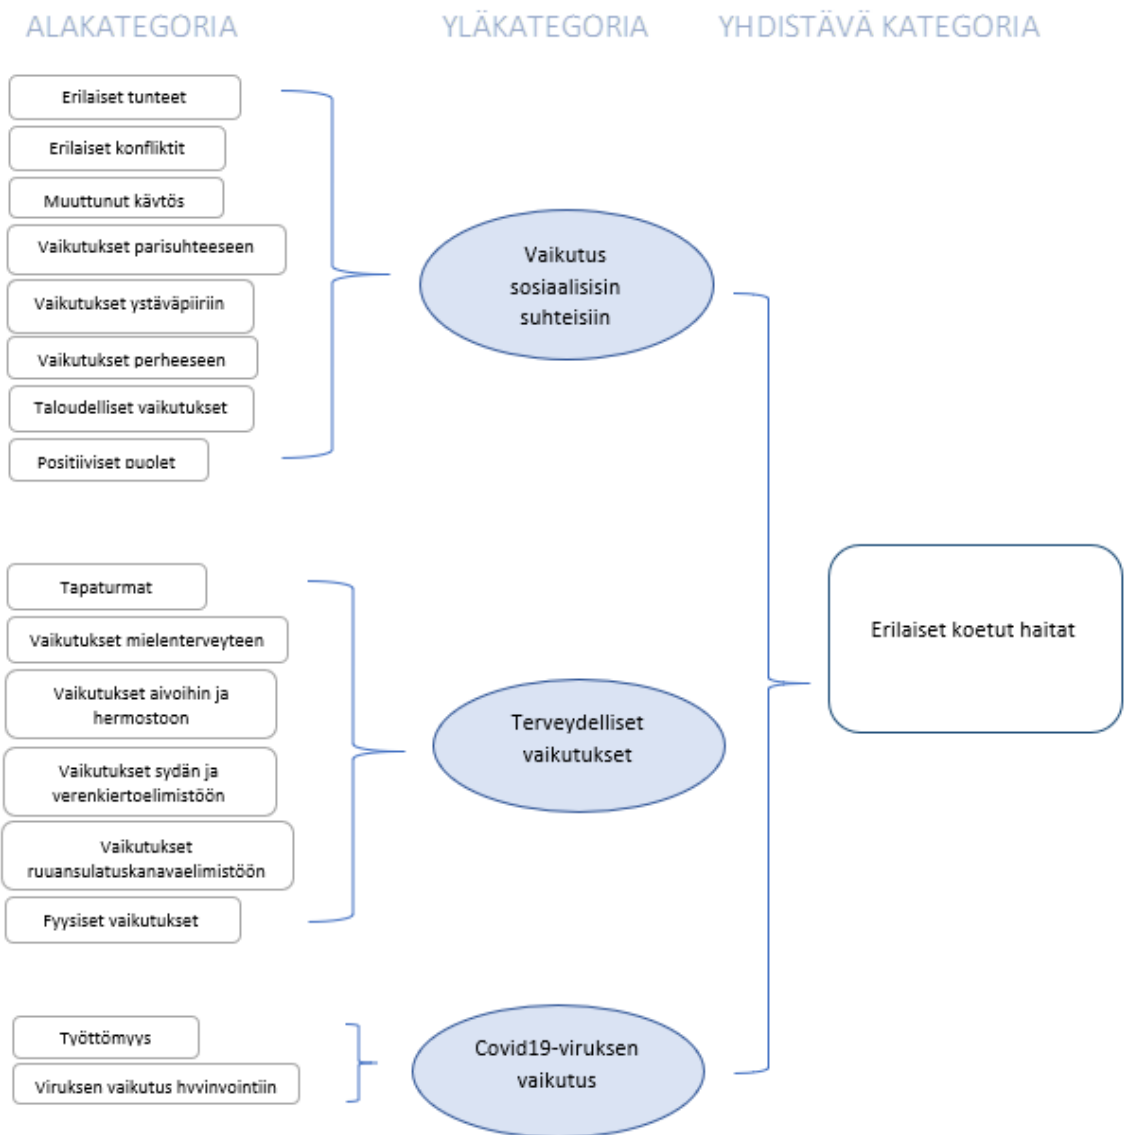 ALAKATEGORIA
YLÄKATEGORIA
YHDISTÄVÄ KATEGORIA
Erilaiset tunteet
Erilaiset konfliktit
Muuttunut käytös
Vaikutukset parisuhteeseen
Vaikutukset ystäväpiiriin
Vaikutukset perheeseen
Taloudelliset vaikutukset
Positiiviset puolet
Vaikutus
sosiaalisisin
suhteisiin
Tapaturmat
Vaikutukset mielenterveyteen
Vaikutukset aivoihin ja
hermostoon
Vaikutukset sydän ja
verenkiertoelimistöön
Vaikutukset
ruuansulatuskanavaelimistöön
Fyysiset vaikutukset
Terveydelliset
vaikutukset
Työttömyys
Viruksen vaikutus hyvinvointiin
Covid19-viruksen
vaikutus
Erilaiset koetut haitat